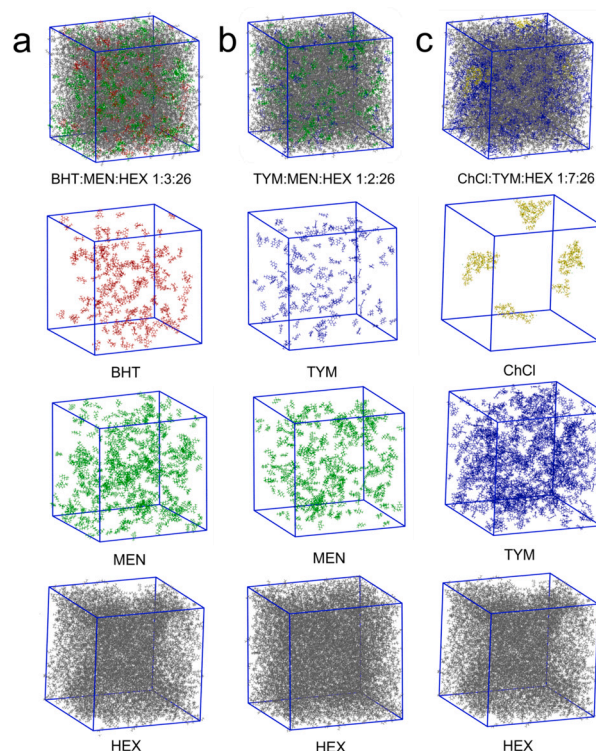 a
b
c
BHT:MEN:HEX 1:3:26
TYM:MEN:HEX 1:2:26
ChCl:TYM:HEX 1:7:26
BHT
TYM
ChCl
MEN
MEN
TYM
HEX
HEX
HEX